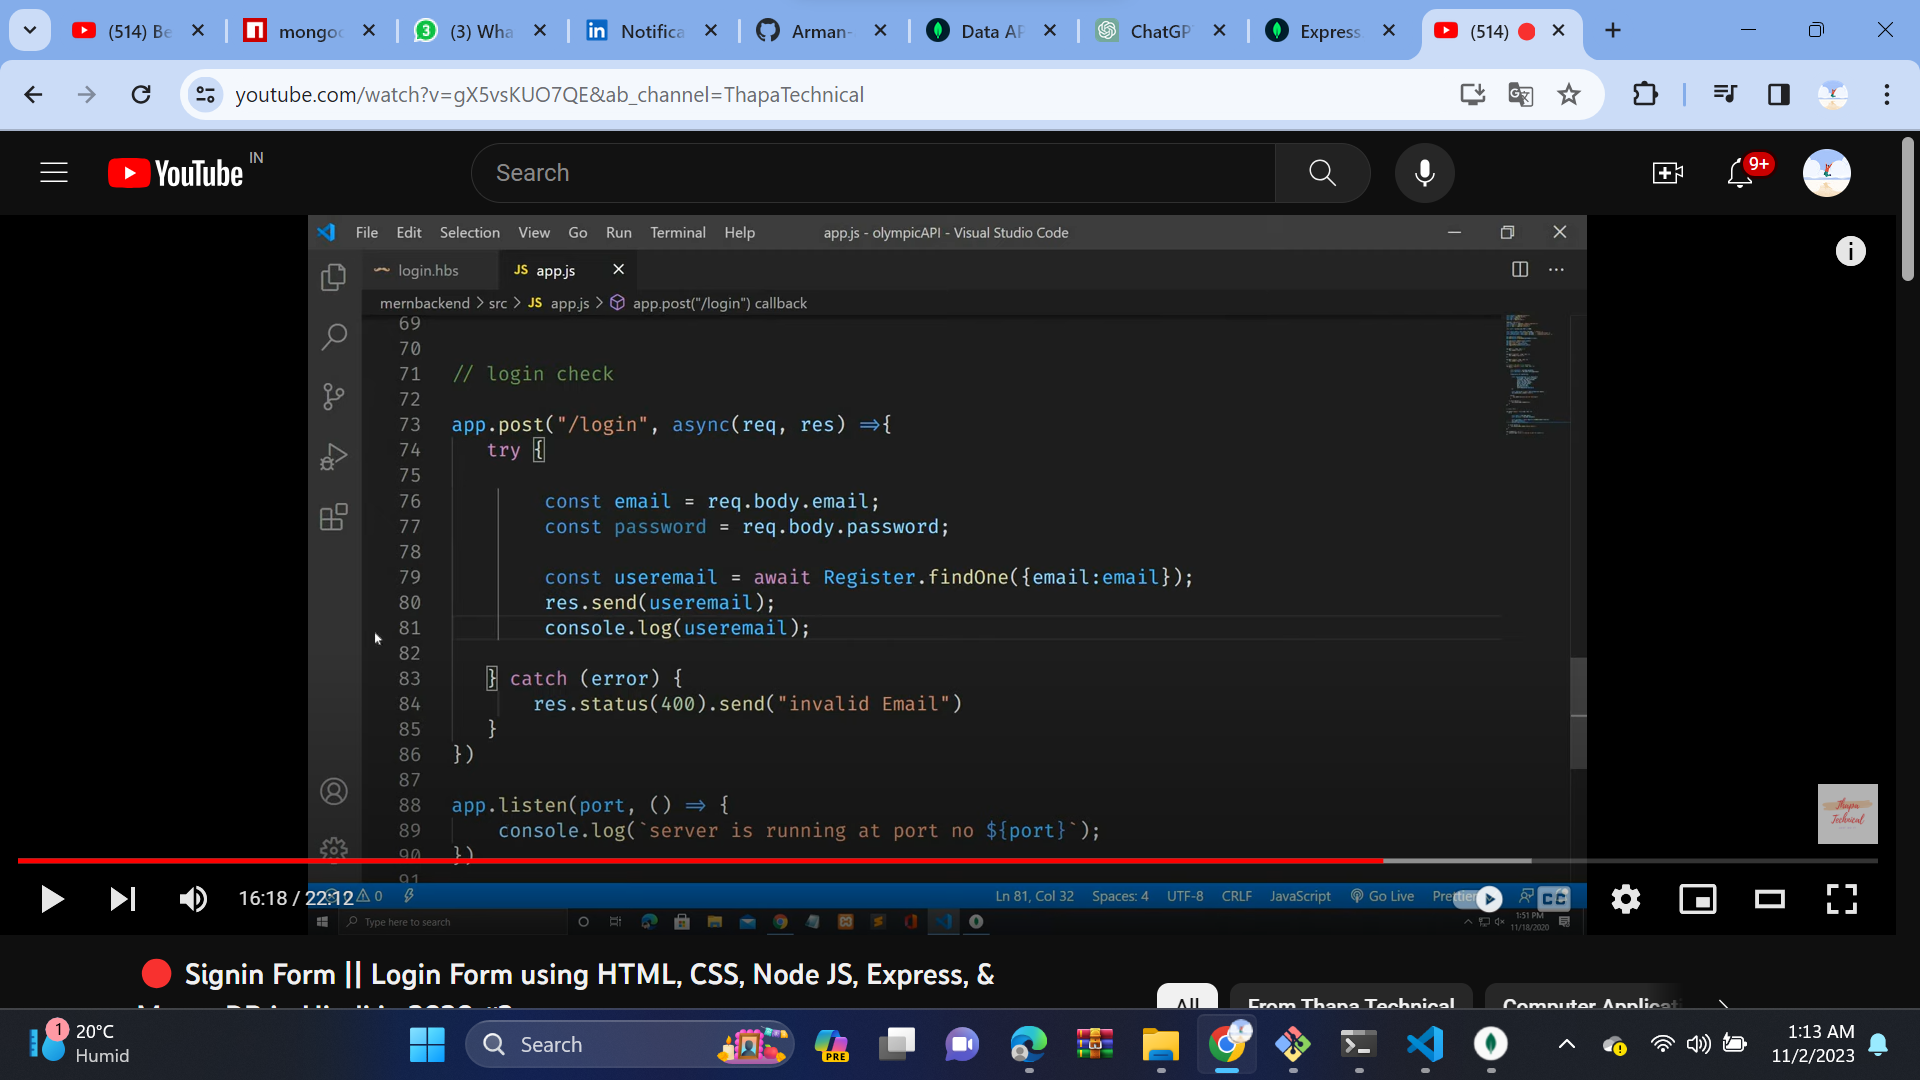 (514) Be
mongoo
3 (3) Wha
in Notifica
Arman-
Data AP
ChatGP
Express
(514)
youtube.com/watch?v=gX5vsKUO7QE&ab_channel=ThapaTechnical
YouTube IN
Search
9+
File Edit Selection View Go Run Terminal Help
app.js - olympicAPI - Visual Studio Code
login.hbs
JS app.js
mernbackend > src > JS app.js > app.post("/login") callback
69
70
71 // login check
72
73 app.post("/login", async(req, res) =>{
74 try {
75
76 const email = req.body.email;
77 const password = req.body.password;
78
79 const useremail = await Register.findOne({email:email});
80 res.send(useremail);
81 console.log(useremail);
82
83 } catch (error) {
84 res.status(400).send("invalid Email")
85 }
86 })
87
88 app.listen(port, () => {
89 console.log(`server is running at port no ${port}`);
90 })
91
Thapa
Technical
16:18 / 22:12
0
Ln 81, Col 32 Spaces: 4 UTF-8 CRLF JavaScript Go Live
CC
Type here to search
1:51 PM
11/18/2020
Signin Form || Login Form using HTML, CSS, Node JS, Express, &
All
From Thapa Technical
Computer Applicati
1
20°C
Humid
Search
PRE
1:13 AM
11/2/2023